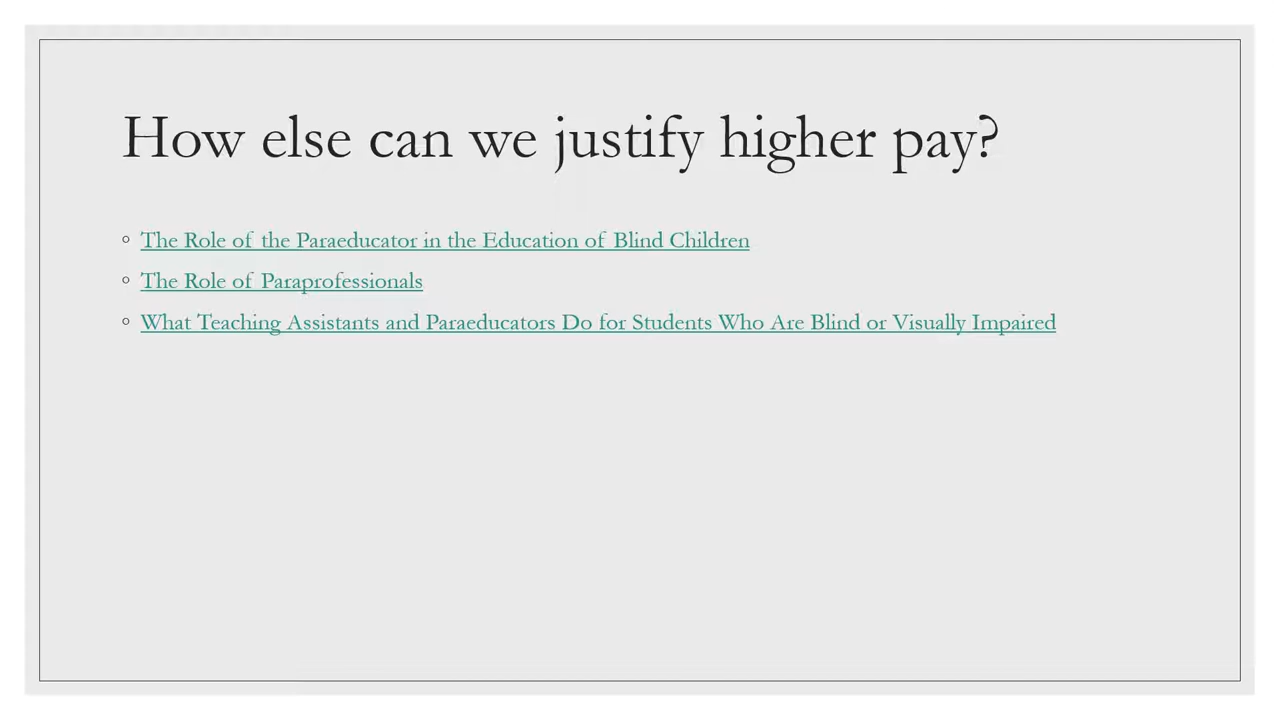 How else can we justify higher pay?
◦ The Role of the Paraeducator in the Education of Blind Children
◦ The Role of Paraprofessionals
◦ What Teaching Assistants and Paraeducators Do for Students Who Are Blind or Visually Impaired